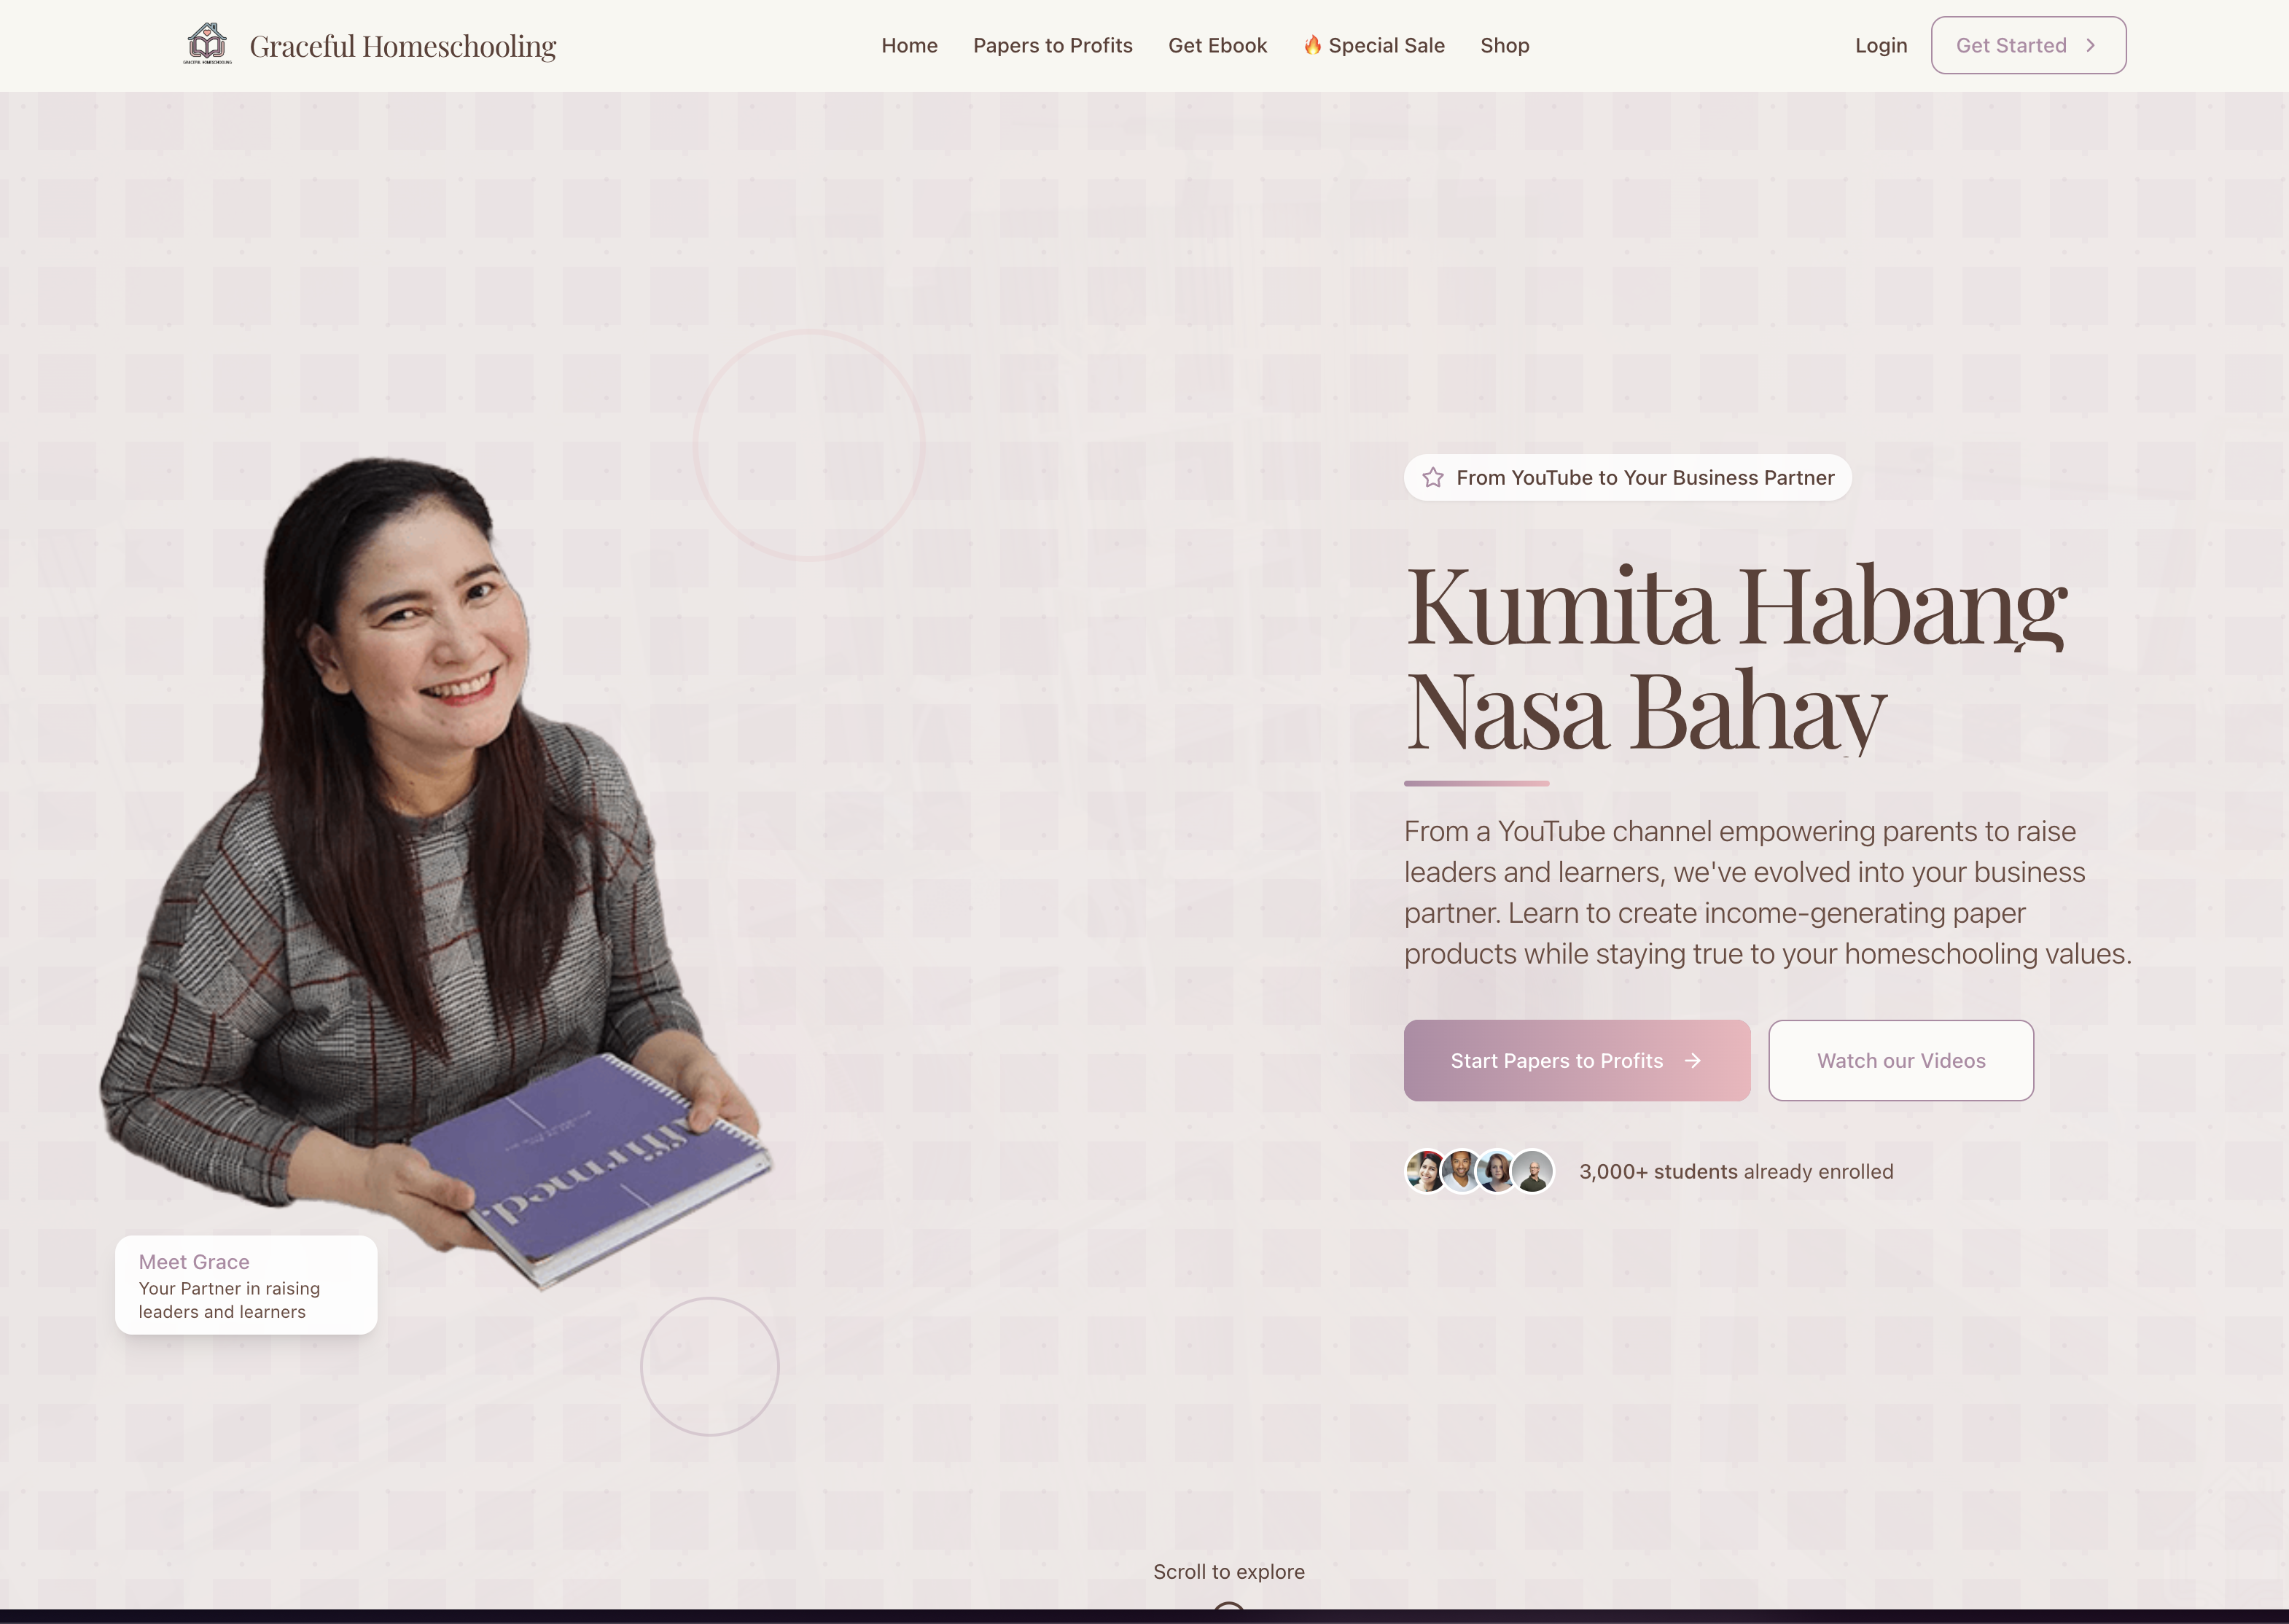 GRACEFUL HOMESCHOOLING
Graceful Homeschooling
Home
Papers to Profits
Get Ebook
🔥 Special Sale
Shop
Login
Get Started
From YouTube to Your Business Partner
Kumita Habang
Nasa Bahay
From a YouTube channel empowering parents to raise
leaders and learners, we've evolved into your business
partner. Learn to create income-generating paper
products while staying true to your homeschooling values.
Start Papers to Profits
Watch our Videos
3,000+ students already enrolled
affirmed.
Meet Grace
Your Partner in raising
leaders and learners
Scroll to explore